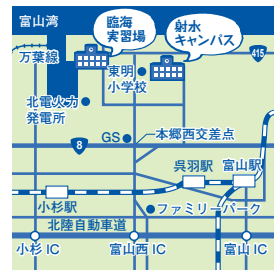 富山湾
臨海
実習場
射水
キャンパス
万葉線
415
東明
小学校
北電火力
発電所
GS
本郷西交差点
8
呉羽駅
富山駅
小杉駅
ファミリーパーク
北陸自動車道
小杉 IC
富山西 IC
富山 IC